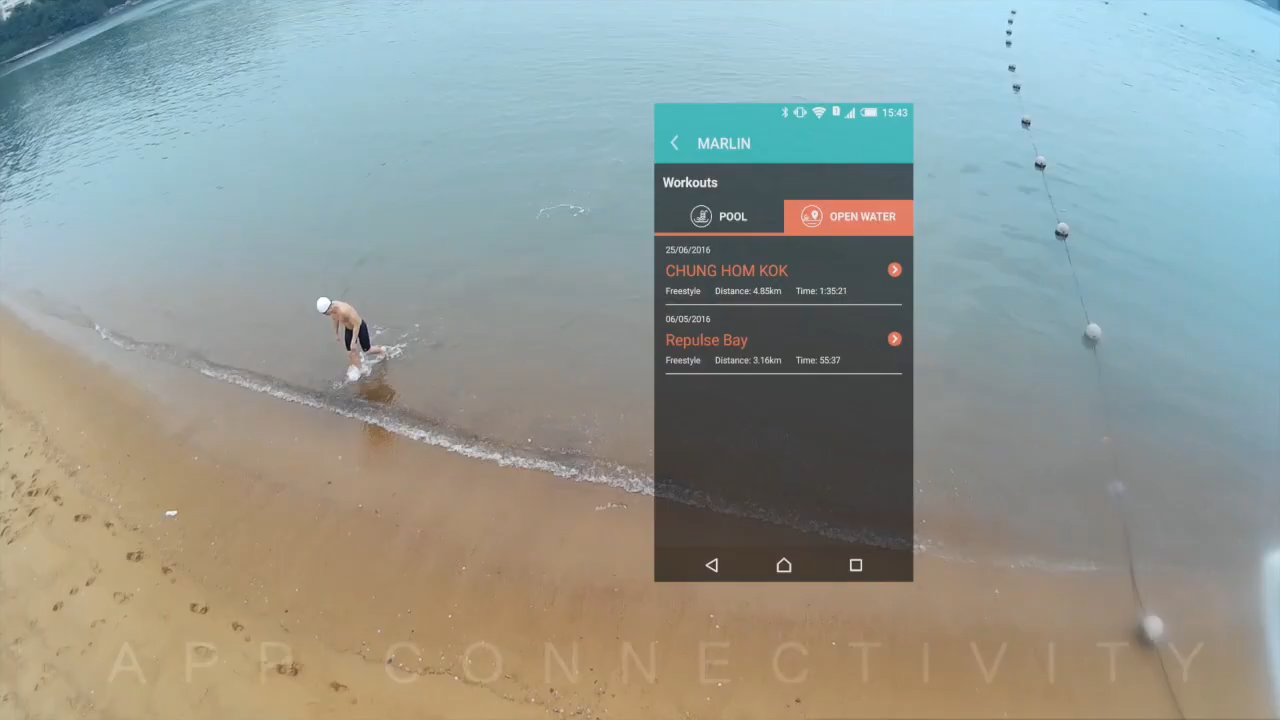 15:43
MARLIN
Workouts
POOL OPEN WATER
25/06/2016
CHUNG HOM KOK
Freestyle Distance: 4.85km Time: 1:35:21
06/05/2016
Repulse Bay
Freestyle Distance: 3.16km Time: 55:37
APP CONNECTIVITY